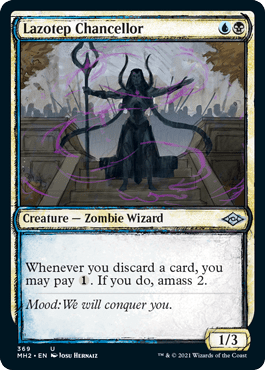 Lazotep Chancellor
Creature — Zombie Wizard
Whenever you discard a card, you
may pay 1. If you do, amass 2.
Mood: We will conquer you.
1/3
369 U
MH2 • EN Josu Hernaiz
™ & © 2021 Wizards of the Coast